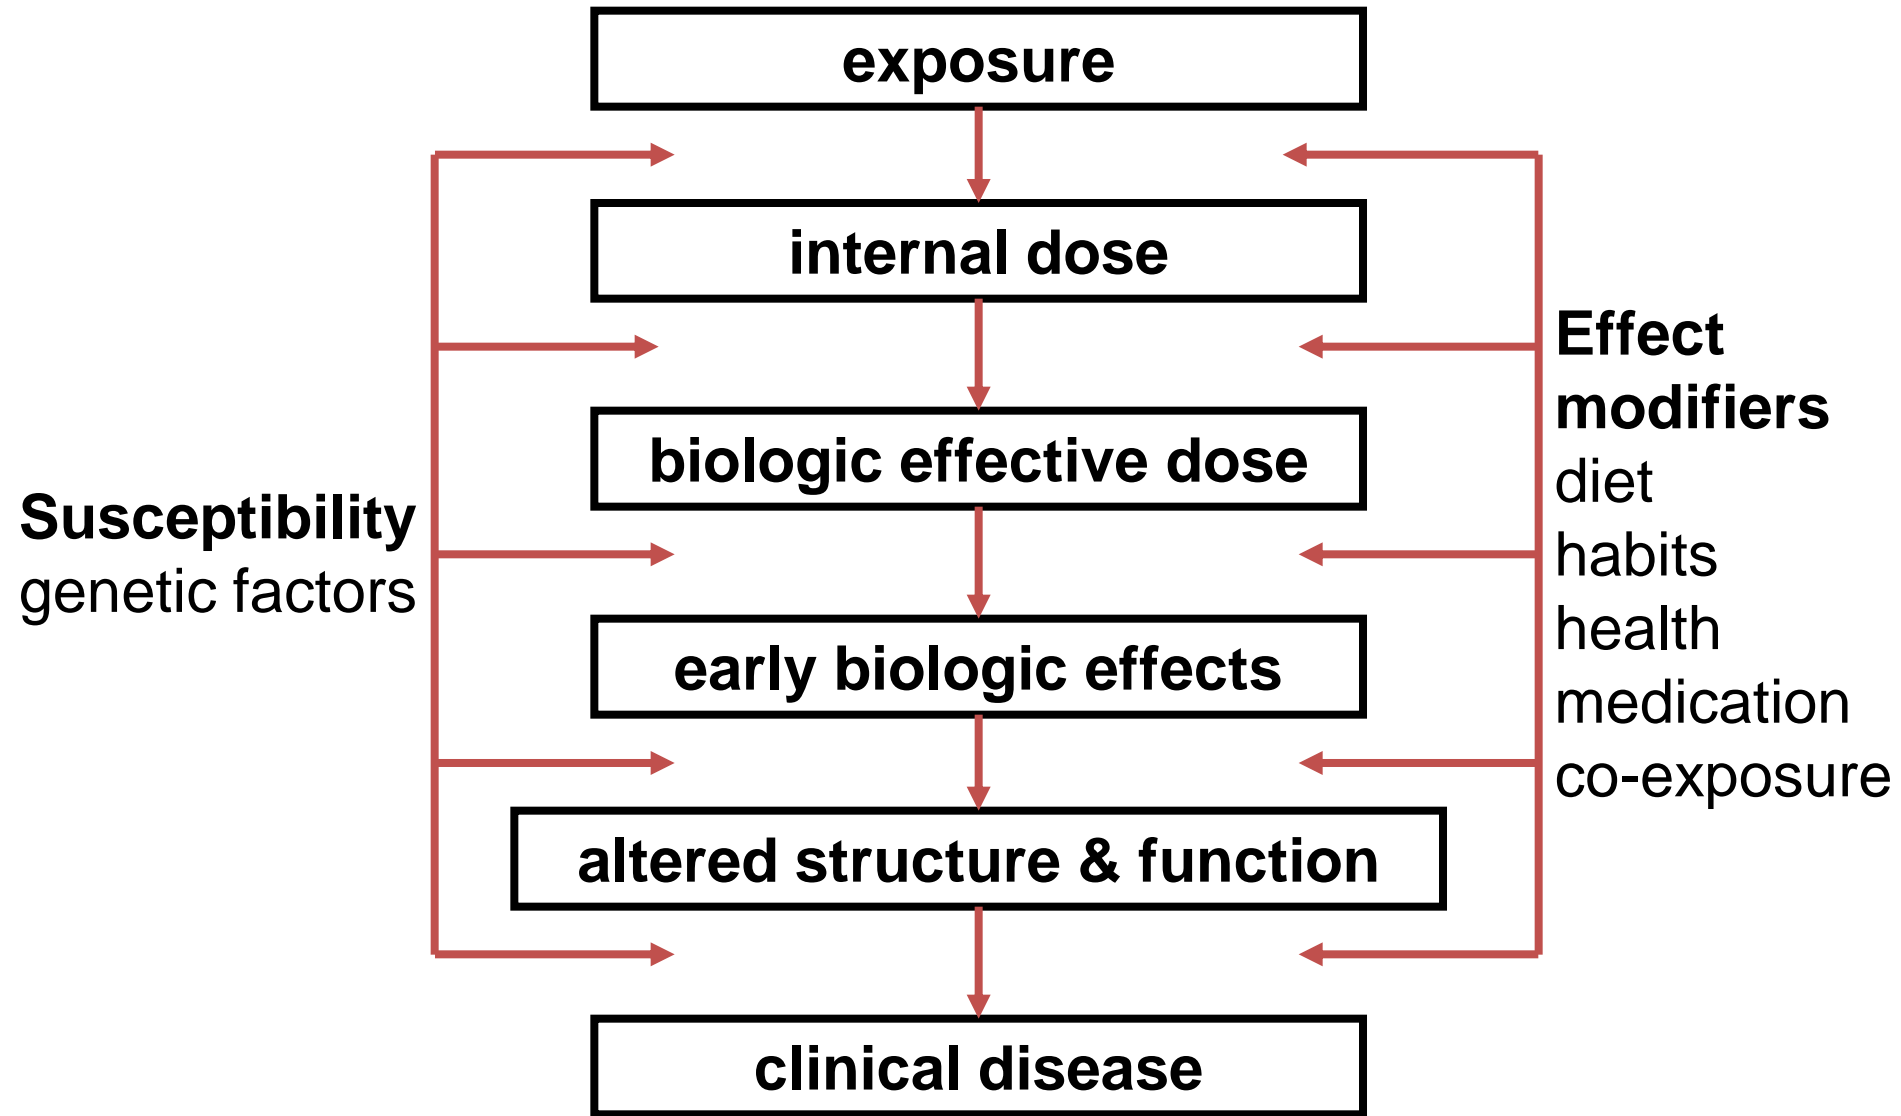 exposure
internal dose
biologic effective dose
early biologic effects
altered structure & function
clinical disease
Susceptibility
genetic factors
Effect
modifiers
diet
habits
health
medication
co-exposure